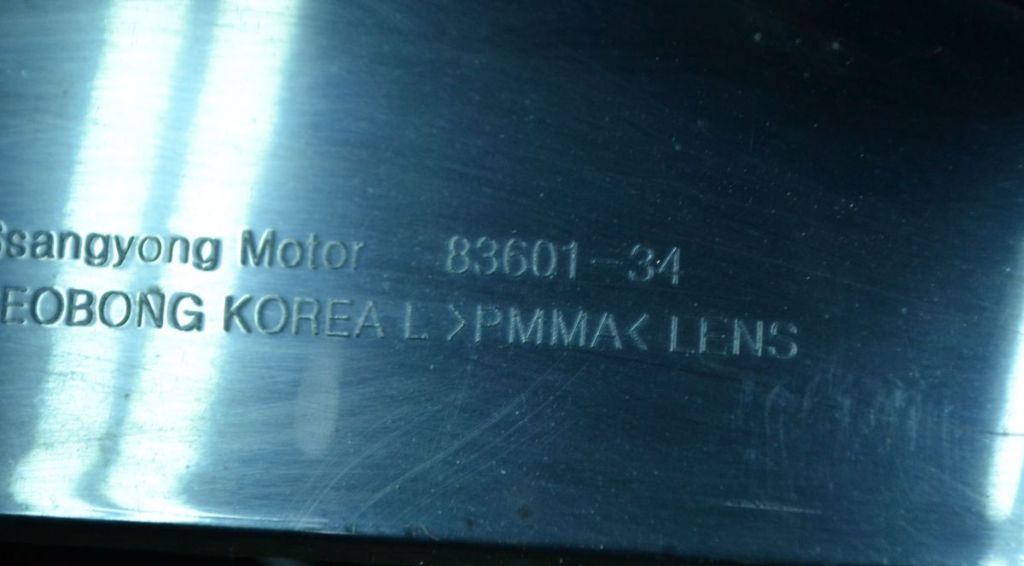 Ssangyong Motor 83601-34
EOBONG KOREA L >PMMA< LENS